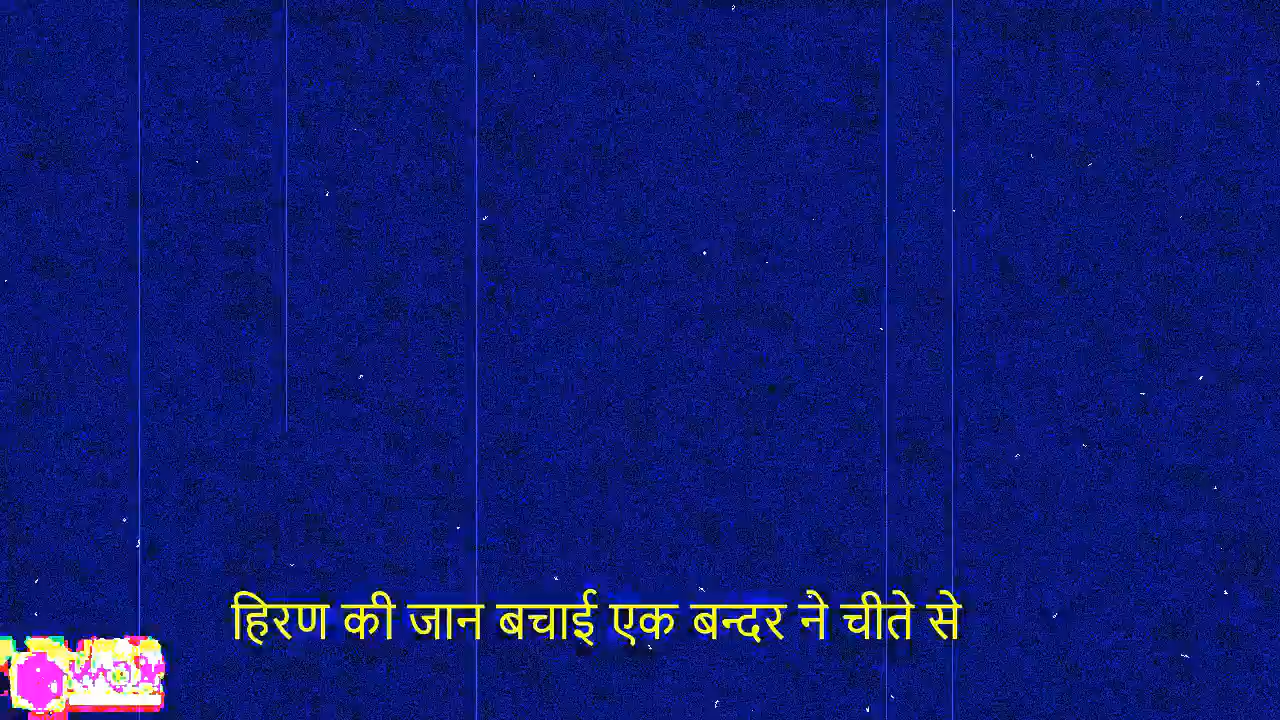 हिरण की जान बचाई एक बन्दर ने चीते से